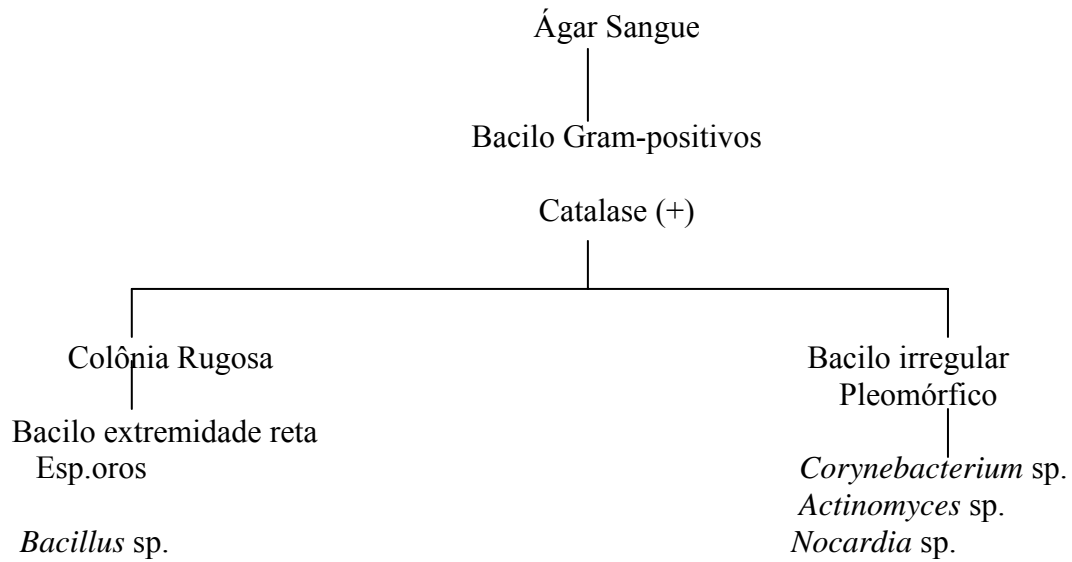 Ágar Sangue
Bacilo Gram-positivos
Catalase (+)
Colônia Rugosa
Bacilo extremidade reta
Esp.oros
Bacillus sp.
Bacilo irregular
Pleomórfico
Corynebacterium sp.
Actinomyces sp.
Nocardia sp.